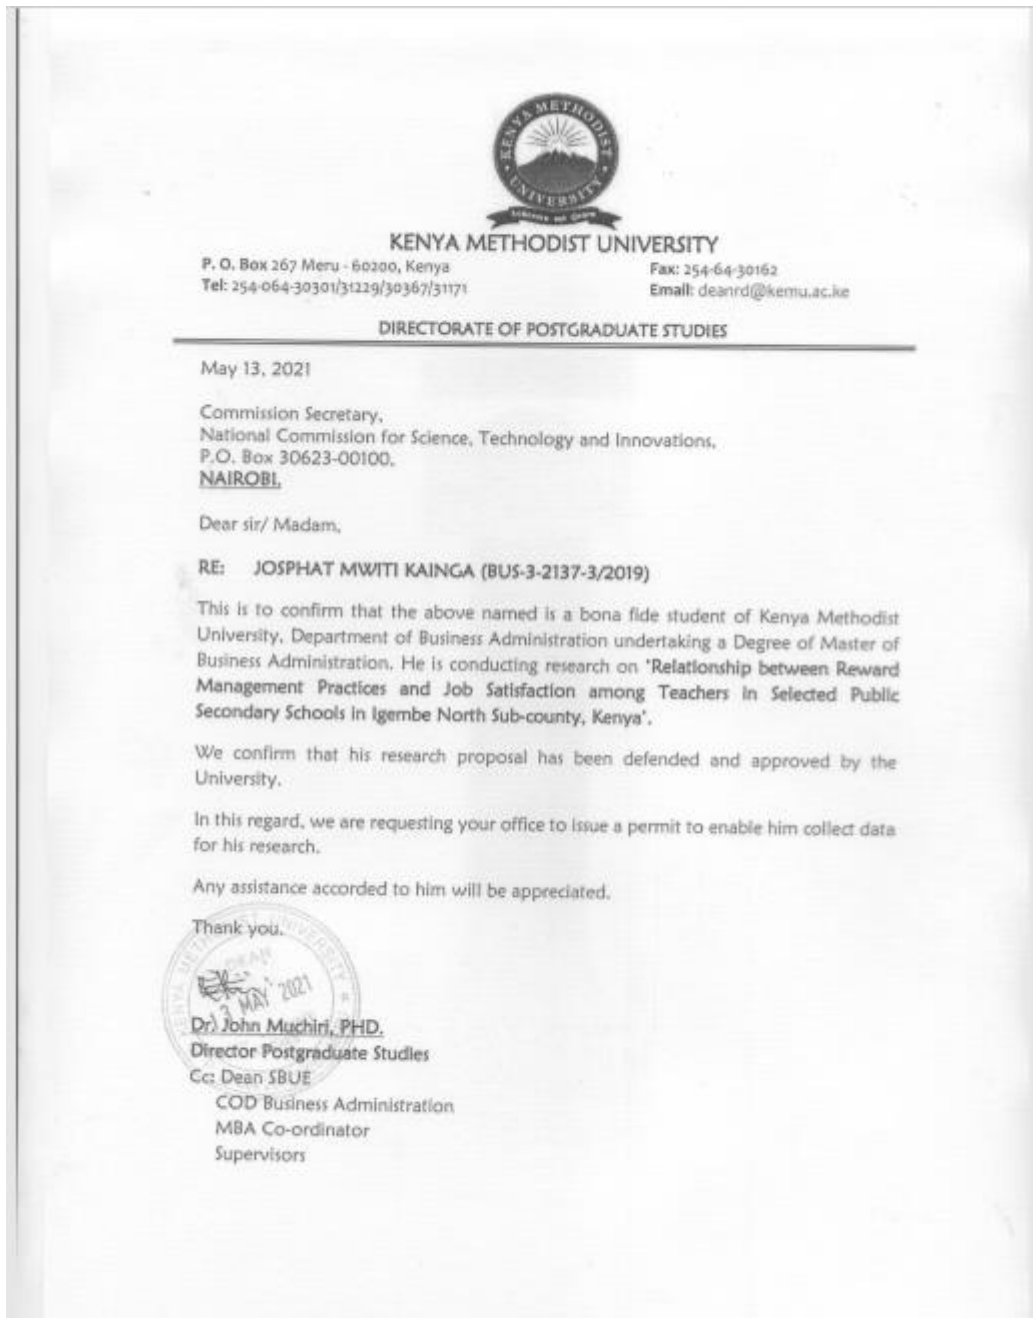 KENYA METHODIST
UNIVERSITY
KENYA METHODIST UNIVERSITY
P. O. Box 267 Meru - 60200, Kenya
Fax: 254-64-30162
Tel: 254-064-30301/31229/30367/31171
Email: deanrd@kemu.ac.ke
DIRECTORATE OF POSTGRADUATE STUDIES
May 13, 2021
Commission Secretary,
National Commission for Science, Technology and Innovations,
P.O. Box 30623-00100,
NAIROBI.
Dear sir/ Madam,
RE: JOSPHAT MWITI KAINGA (BUS-3-2137-3/2019)
This is to confirm that the above named is a bona fide student of Kenya Methodist
University, Department of Business Administration undertaking a Degree of Master of
Business Administration. He is conducting research on "Relationship between Reward
Management Practices and Job Satisfaction among Teachers in Selected Public
Secondary Schools in Igembe North Sub-county, Kenya".
We confirm that his research proposal has been defended and approved by the
University.
In this regard, we are requesting your office to issue a permit to enable him collect data
for his research.
Any assistance accorded to him will be appreciated.
Thank you.
KENYA METHODIST UNIVERSITY
DEAN
13 MAY 2021
Dr. John Muchiri, PHD.
Director Postgraduate Studies
Cc: Dean SBUE
COD Business Administration
MBA Co-ordinator
Supervisors